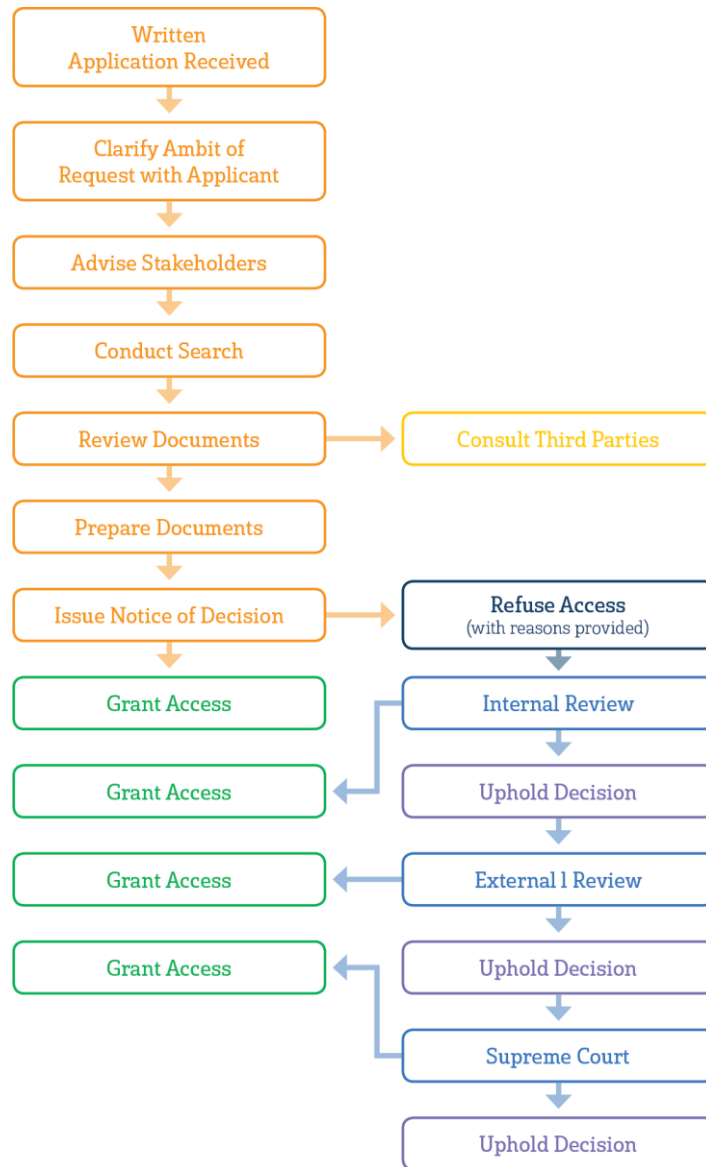 Written
Application Received
Clarify Ambit of
Request with Applicant
Advise Stakeholders
Conduct Search
Review Documents
Consult Third Parties
Prepare Documents
Issue Notice of Decision
Refuse Access
(with reasons provided)
Grant Access
Internal Review
Grant Access
Uphold Decision
Grant Access
External l Review
Grant Access
Uphold Decision
Supreme Court
Uphold Decision